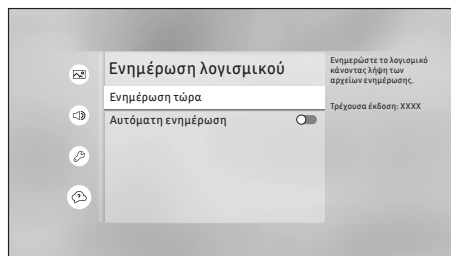 Ενημέρωση λογισμικού
Ενημέρωση τώρα
Αυτόματη ενημέρωση
Ενημερώστε το λογισμικό
κάνοντας λήψη των
αρχείων ενημέρωσης.
Τρέχουσα έκδοση: XXXX